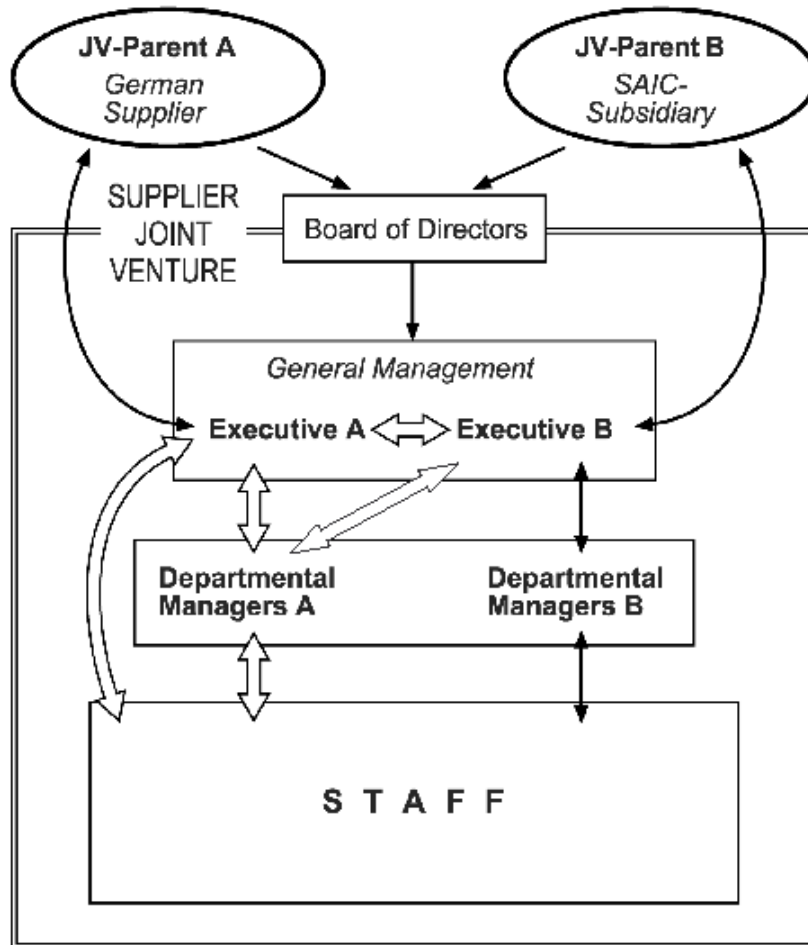 JV-Parent A
German
Supplier
JV-Parent B
SAIC-
Subsidiary
SUPPLIER
JOINT
VENTURE
Board of Directors
General Management
Executive A
Executive B
Departmental
Managers A
Departmental
Managers B
STAFF